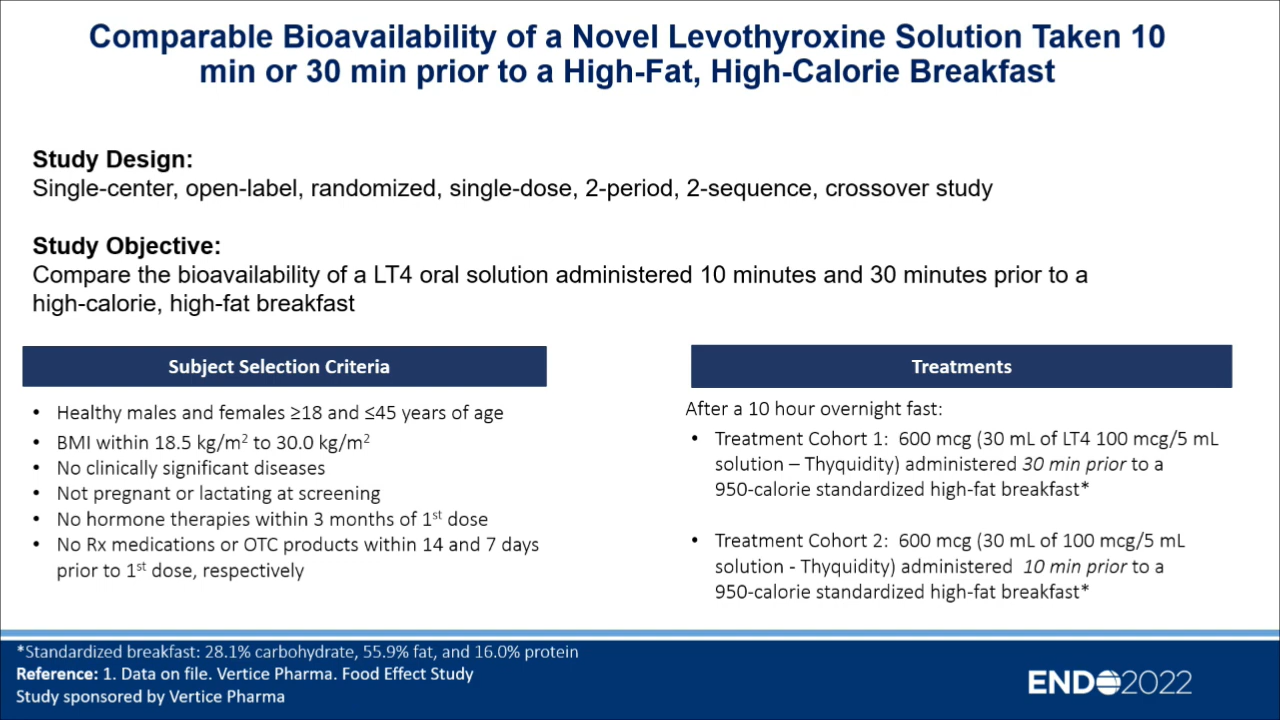 Comparable Bioavailability of a Novel Levothyroxine Solution Taken 10
min or 30 min prior to a High-Fat, High-Calorie Breakfast
Study Design:
Single-center, open-label, randomized, single-dose, 2-period, 2-sequence, crossover study
Study Objective:
Compare the bioavailability of a LT4 oral solution administered 10 minutes and 30 minutes prior to a
high-calorie, high-fat breakfast
Subject Selection Criteria
• Healthy males and females ≥18 and ≤45 years of age
• BMI within 18.5 kg/m² to 30.0 kg/m²
• No clinically significant diseases
• Not pregnant or lactating at screening
• No hormone therapies within 3 months of 1st dose
• No Rx medications or OTC products within 14 and 7 days
prior to 1st dose, respectively
Treatments
After a 10 hour overnight fast:
• Treatment Cohort 1: 600 mcg (30 mL of LT4 100 mcg/5 mL
solution – Thyquidity) administered 30 min prior to a
950-calorie standardized high-fat breakfast*
• Treatment Cohort 2: 600 mcg (30 mL of 100 mcg/5 mL
solution - Thyquidity) administered 10 min prior to a
950-calorie standardized high-fat breakfast*
*Standardized breakfast: 28.1% carbohydrate, 55.9% fat, and 16.0% protein
Reference: 1. Data on file. Vertice Pharma. Food Effect Study
Study sponsored by Vertice Pharma
ENDO2022